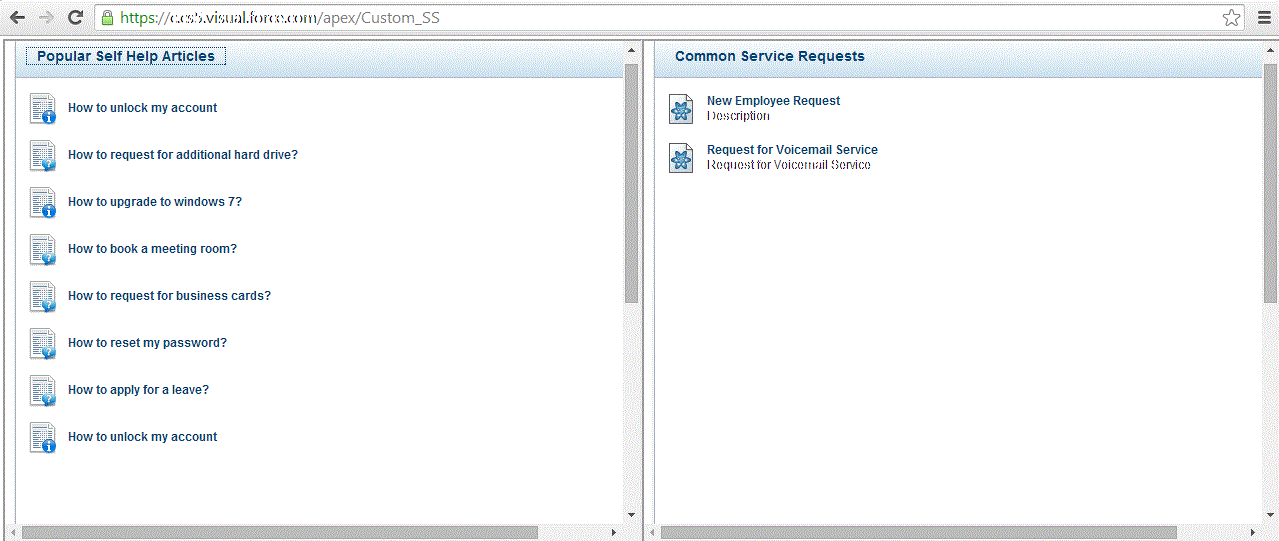 https://c.cs5.visual.force.com/apex/Custom_SS
Popular Self Help Articles
How to unlock my account
How to request for additional hard drive?
How to upgrade to windows 7?
How to book a meeting room?
How to request for business cards?
How to reset my password?
How to apply for a leave?
How to unlock my account
Common Service Requests
New Employee Request
Description
Request for Voicemail Service
Request for Voicemail Service